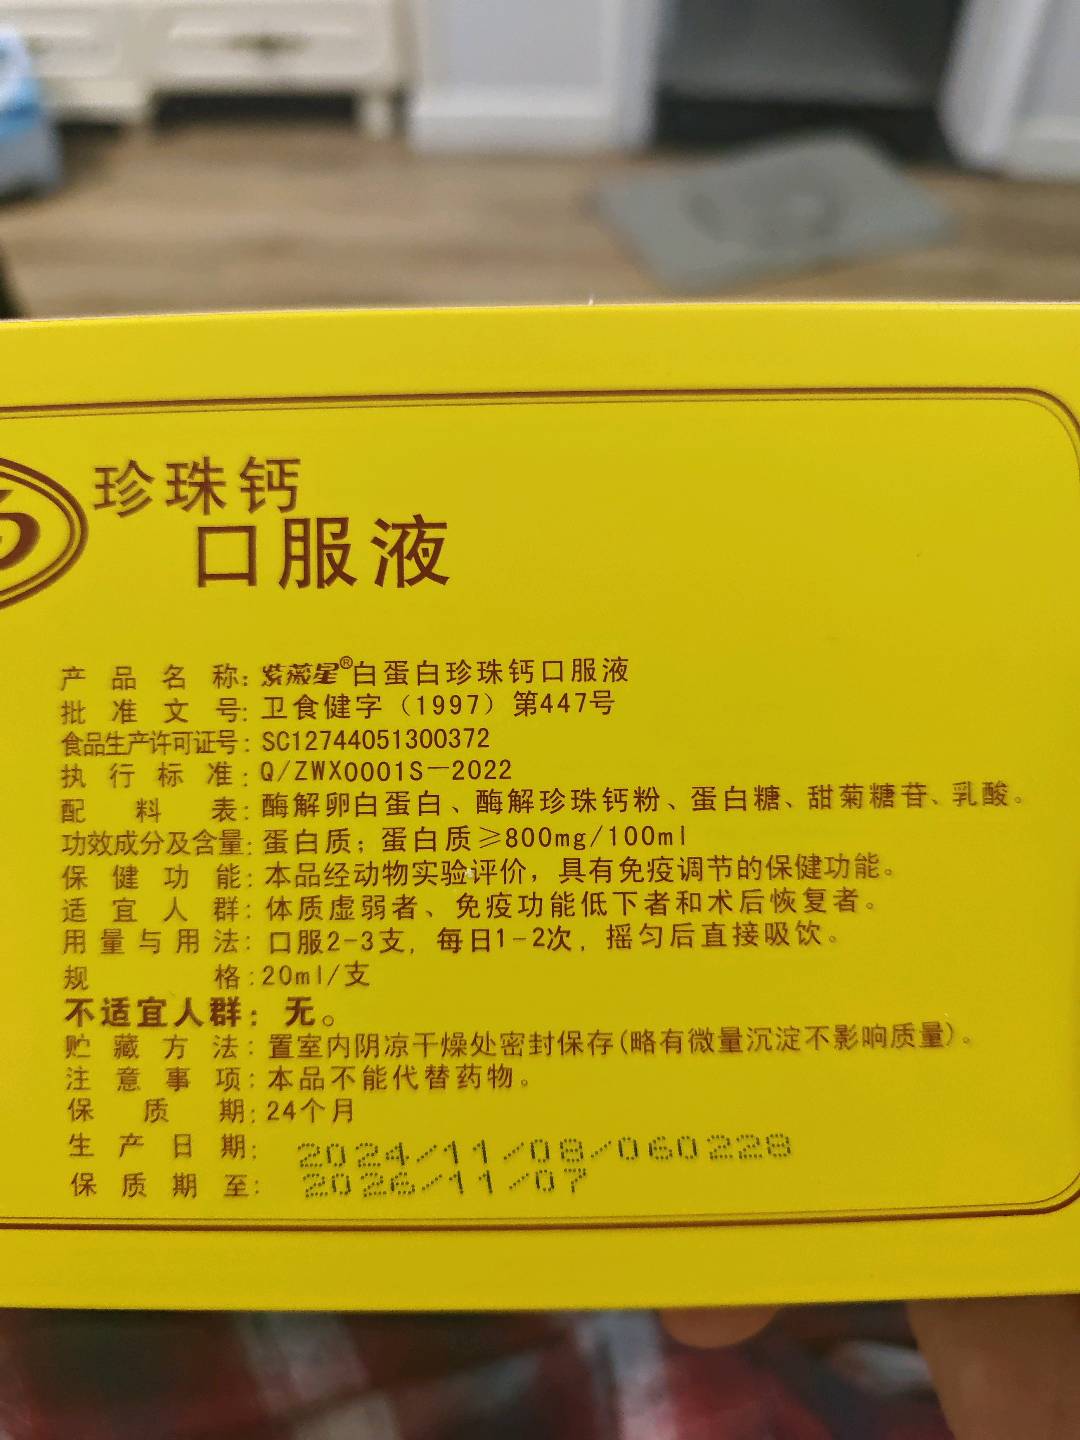 珍珠钙
口服液
产品名称:紫薇星®白蛋白珍珠钙口服液
批准文号:卫食健字（1997）第447号
食品生产许可证号:SC12744051300372
执行标准:Q/ZWX0001S-2022
配料表:酶解卵白蛋白、酶解珍珠钙粉、蛋白糖、甜菊糖苷、乳酸。
功效成分及含量:蛋白质；蛋白质≥800mg/100ml
保健功能:本品经动物实验评价，具有免疫调节的保健功能。
适宜人群:体质虚弱者、免疫功能低下者和术后恢复者。
用量与用法:口服2-3支，每日1-2次，摇匀后直接吸饮。
规格:20ml/支
不适宜人群：无。
贮藏方法:置室内阴凉干燥处密封保存(略有微量沉淀不影响质量)。
注意事项:本品不能代替药物。
保质期:24个月
生产日期:2024/11/08/060228
保质期至:2026/11/07